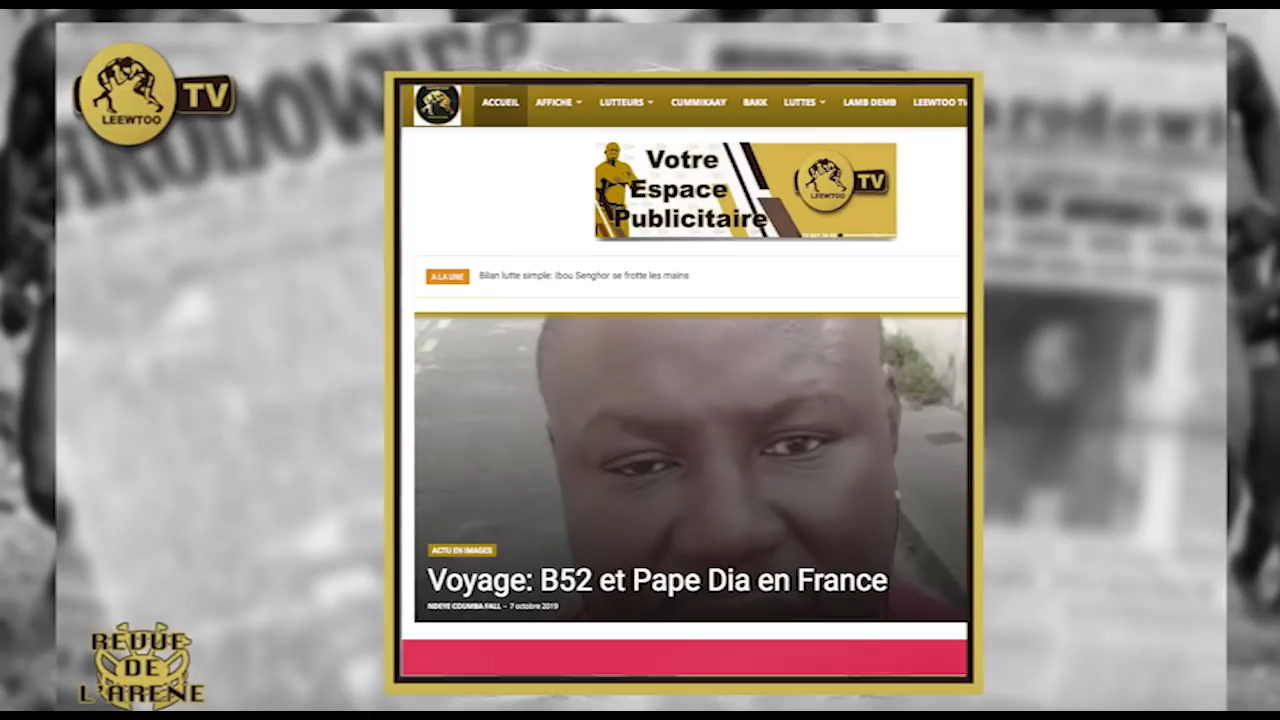 LEEWTOO
TV
ACCUEIL AFFICHE LUTTEURS CUMMIKAAY BAKK LUTTES LAMB DEMB LEEWTOO TV
Votre
Espace
Publicitaire
LEEWTOO
TV
A LA UNE
Bilan lutte simple: Ibou Senghor se frotte les mains
ACTU EN IMAGES
Voyage: B52 et Pape Dia en France
NDEYE COUMBA FALL – 7 octobre 2019
REVUE
DE
L'ARENE